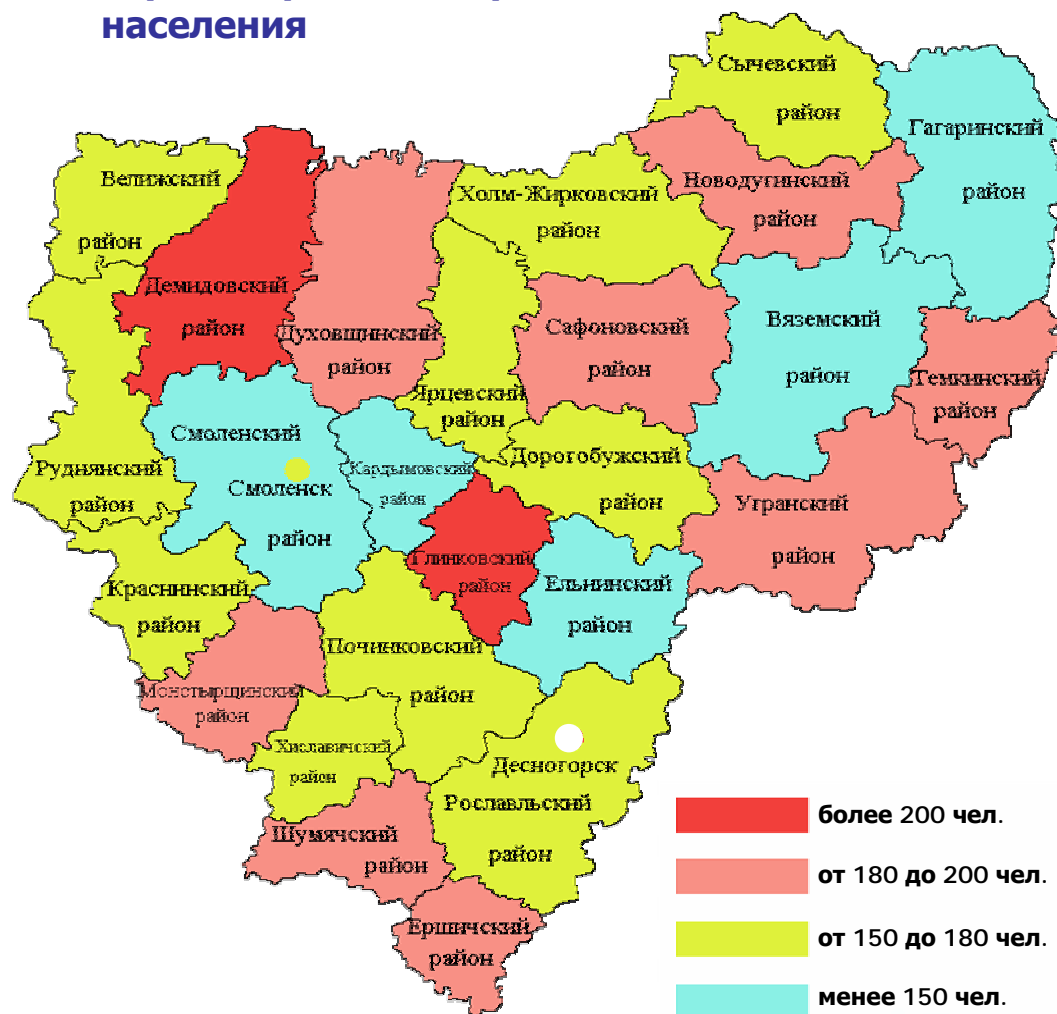 населения
Сычевский
район
Гагаринский
район
Велижский
район
Холм-Жирковский
район
Новодугинский
район
Демидовский
район
Духовщинский
район
Сафоновский
район
Вяземский
район
Темкинский
район
Ярцевский
район
Смоленский
Смоленск
район
Кардымовский
район
Дорогобужский
район
Руднянский
район
Угранский
район
Глинковский
район
Ельнинский
район
Краснинский
район
Починковский
район
Монстырщинский
район
Хиславичский
район
Десногорск
Рославльский
район
Шумячский
район
Ершичский
район
более 200 чел.
от 180 до 200 чел.
от 150 до 180 чел.
менее 150 чел.